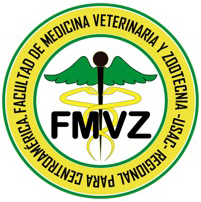 FACULTAD DE MEDICINA VETERINARIA Y ZOOTECNIA -USAC- REGIONAL PARA CENTROAMÉRICA.
FMVZ